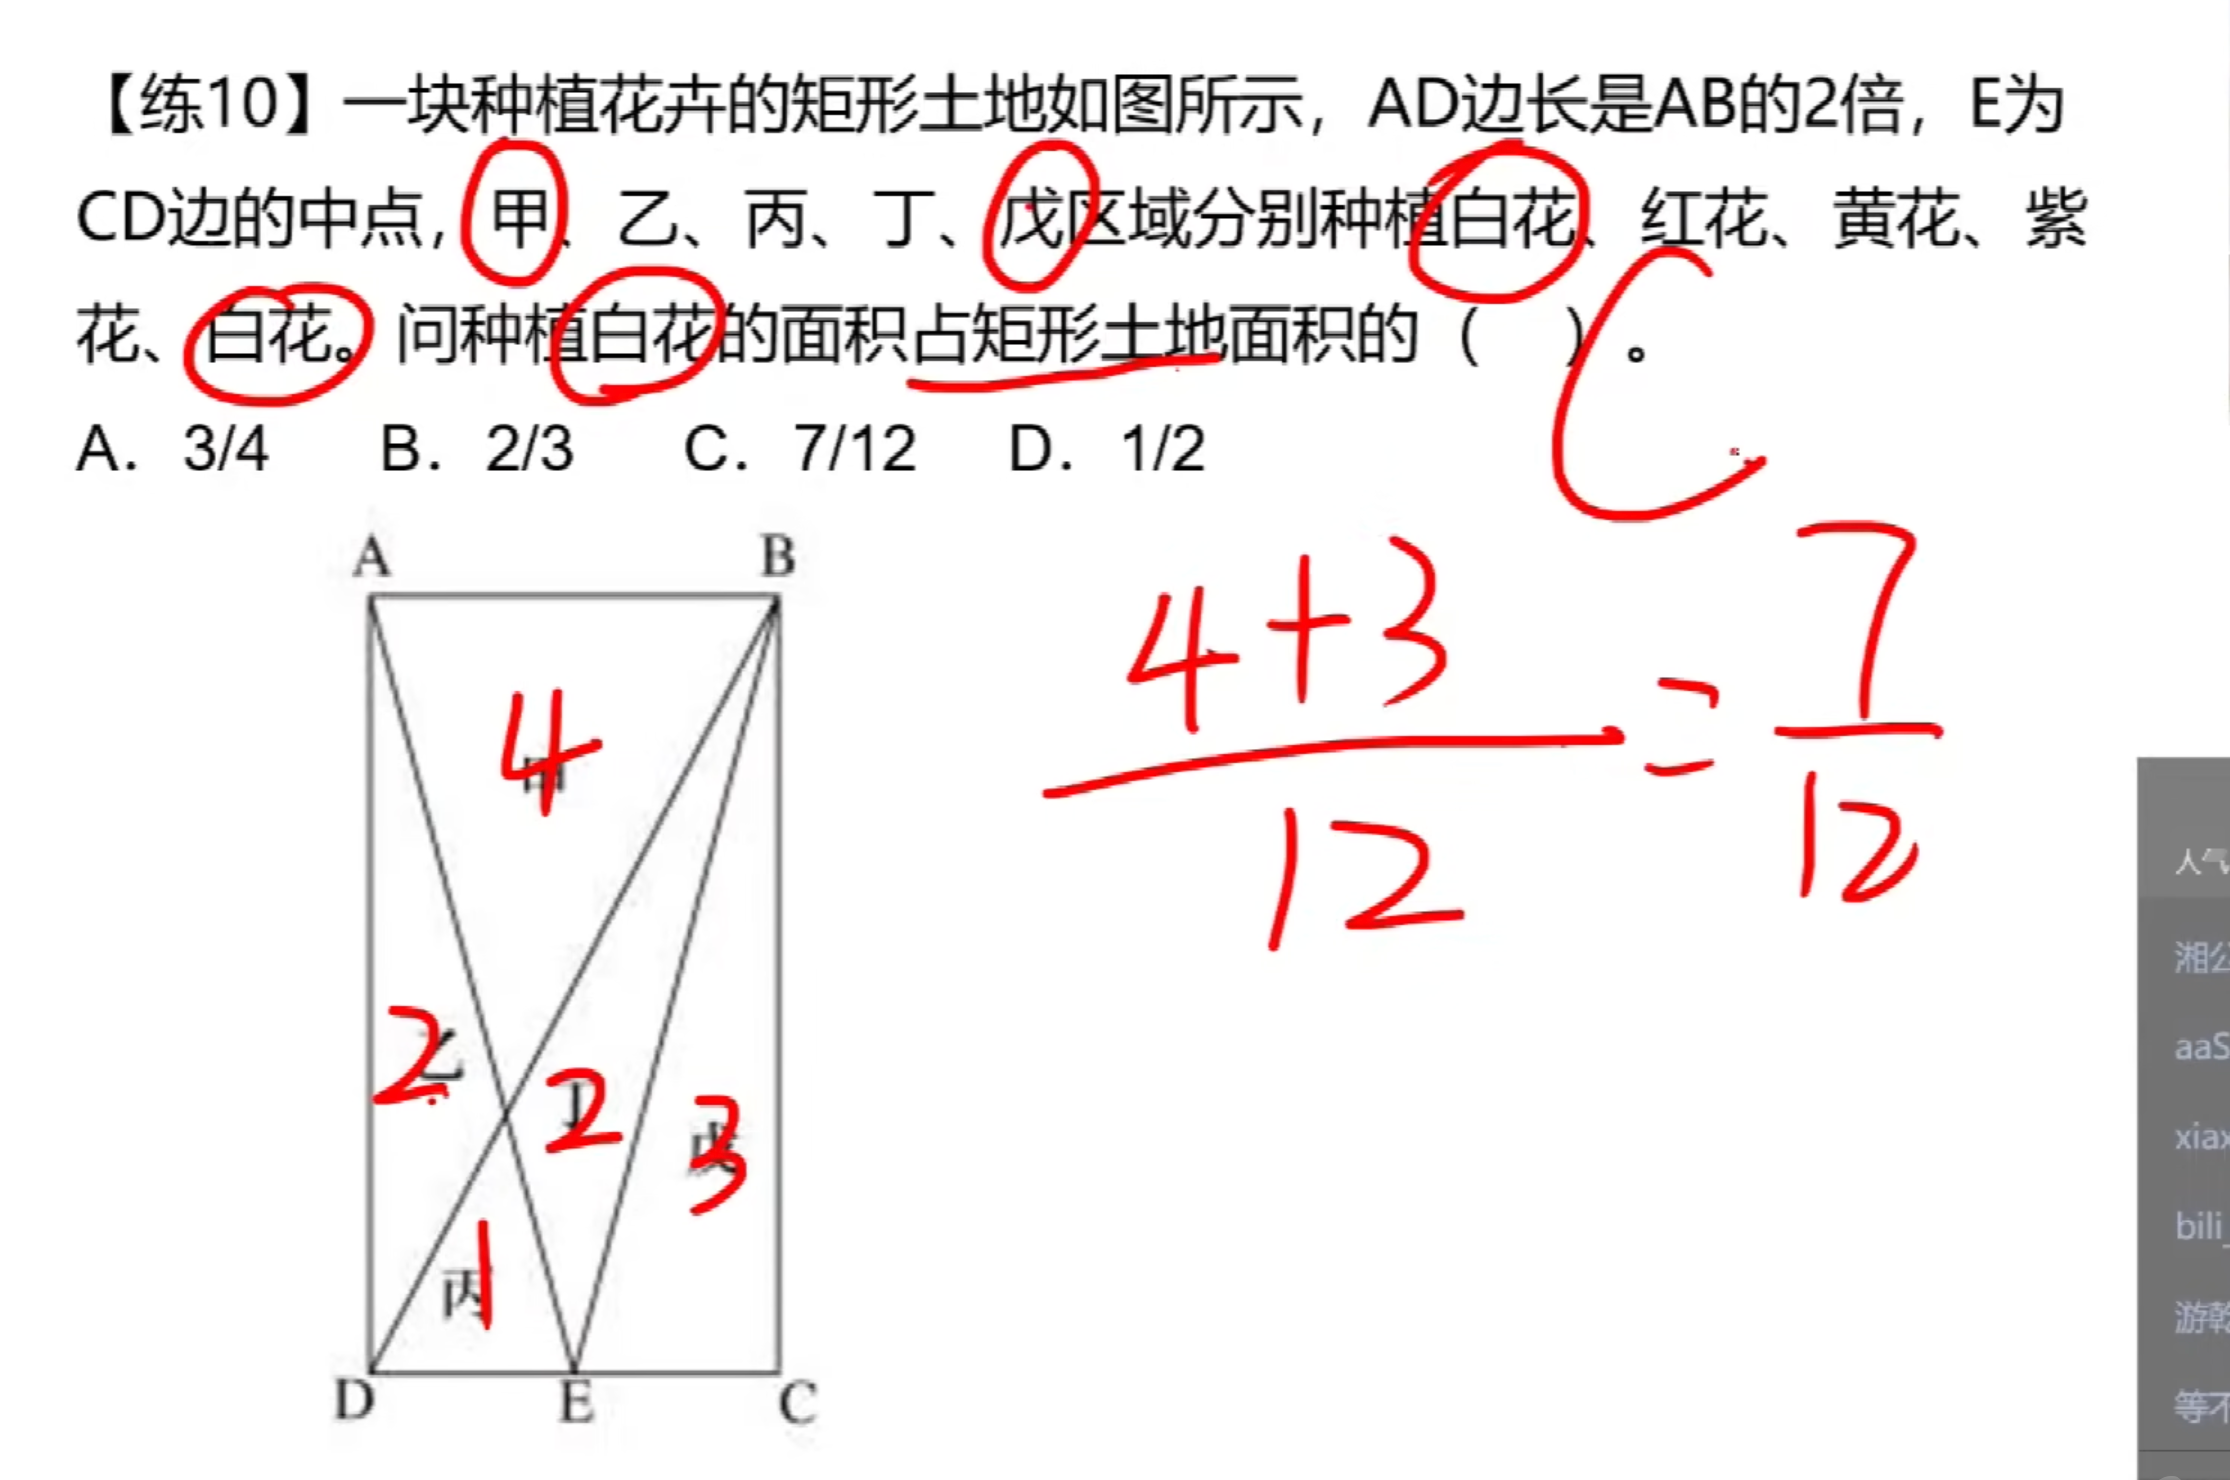 【练10】一块种植花卉的矩形土地如图所示，AD边长是AB的2倍，E为
CD边的中点，甲、乙、丙、丁、戊区域分别种植白花、红花、黄花、紫
花、白花。问种植白花的面积占矩形土地面积的（ ）。
C
A. 3/4 B. 2/3 C. 7/12 D. 1/2
A B
4+3
12
=
7
12
4
甲
2
乙
2
丁
3
戊
1
丙
D E C
人气
湘公
aaS
xiax
bili_
游乾
等不